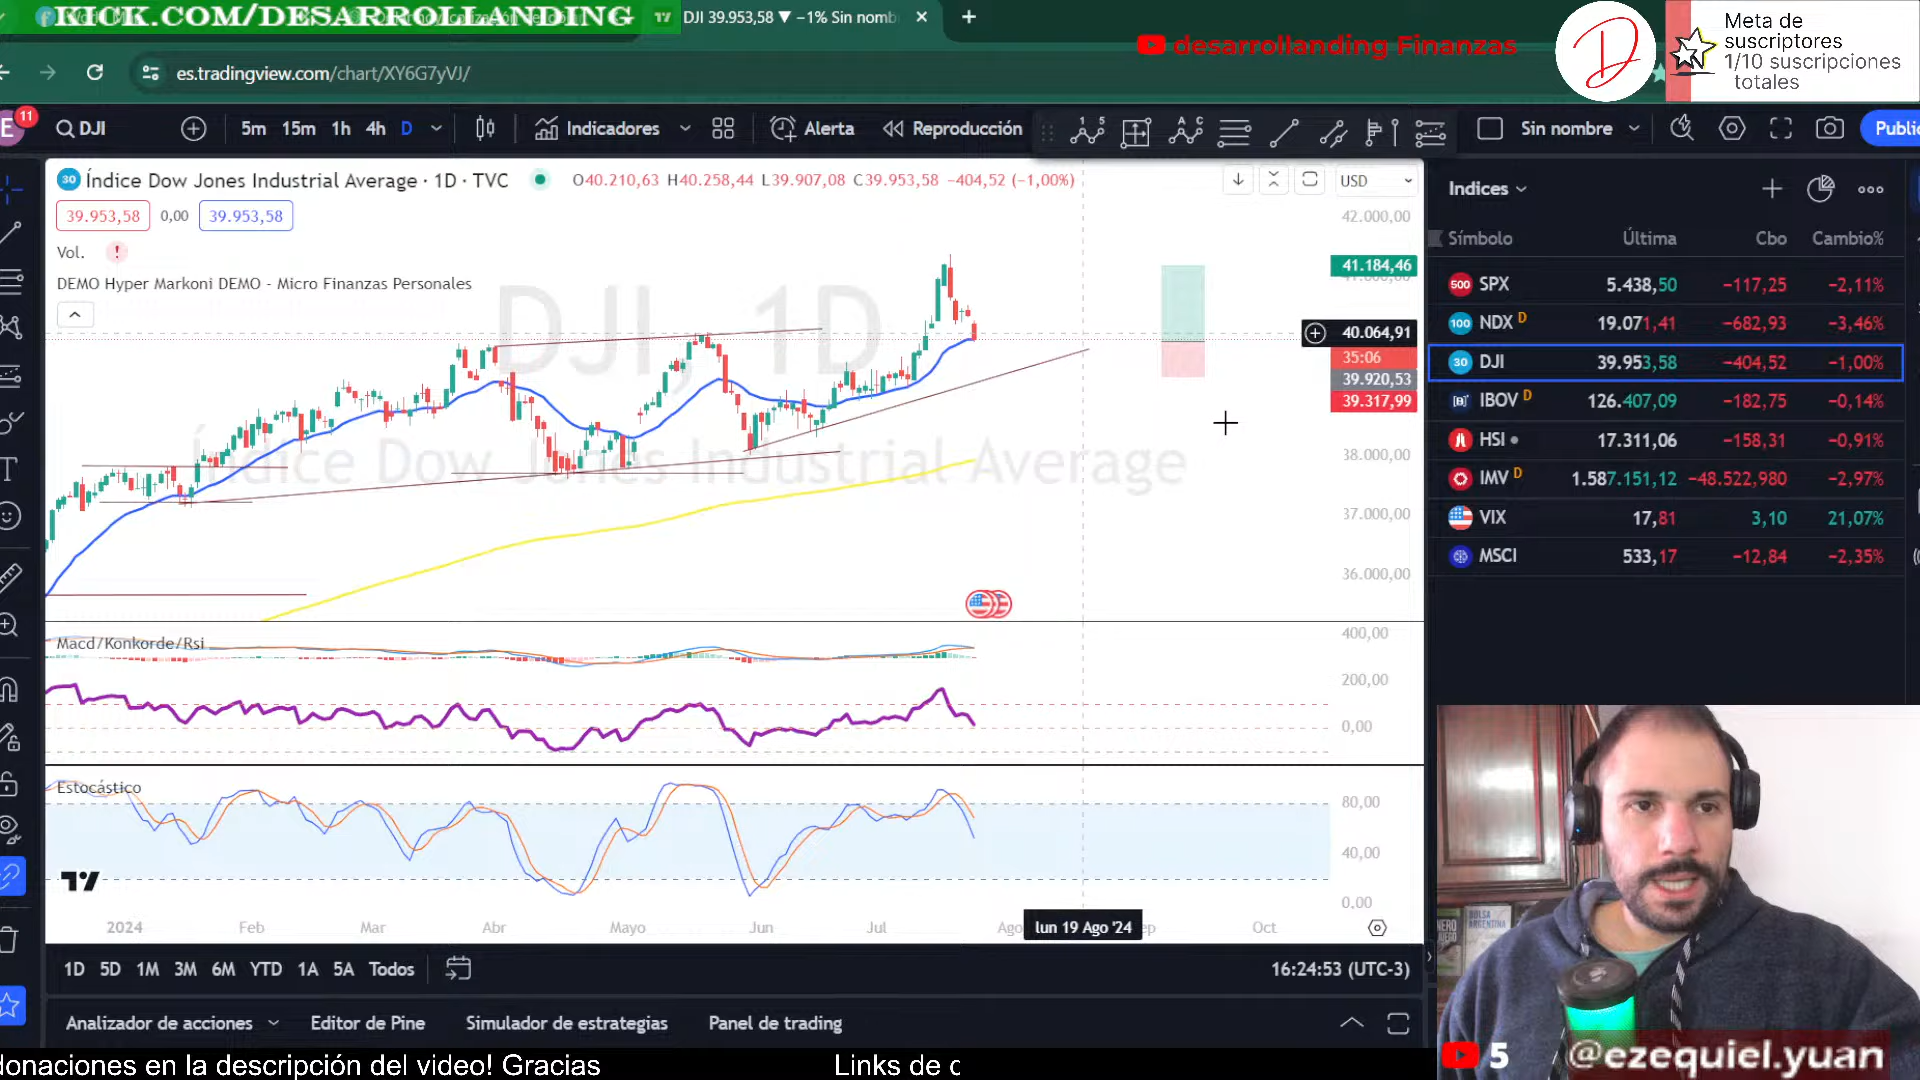 KICK.COM/DESARROLLANDING
DJI 39.953,58 ▼ −1% Sin nomb
desarrollanding Finanzas
Meta de
suscriptores
1/10 suscripciones
totales
es.tradingview.com/chart/XY6G7yVJ/
E 11
DJI
5m 15m 1h 4h D
Indicadores
Alerta
Reproducción
Sin nombre
Public
Índice Dow Jones Industrial Average · 1D · TVC
O40.210,63 H40.258,44 L39.907,08 C39.953,58 −404,52 (−1,00%)
USD
39.953,58 0,00 39.953,58
Vol. !
DEMO Hyper Markoni DEMO - Micro Finanzas Personales
DJI, 1D
Índice Dow Jones Industrial Average
42.000,00
41.184,46
40.064,91
35:06
39.920,53
39.317,99
38.000,00
37.000,00
36.000,00
Macd/Konkorde/Rsi
400,00
200,00
0,00
Estocástico
80,00
40,00
0,00
2024 Feb Mar Abr Mayo Jun Jul Ago lun 19 Ago '24 ep Oct
1D 5D 1M 3M 6M YTD 1A 5A Todos
16:24:53 (UTC-3)
Analizador de acciones Editor de Pine Simulador de estrategias Panel de trading
Indices
Símbolo Última Cbo Cambio%
500 SPX 5.438,50 −117,25 −2,11%
100 NDX D 19.071,41 −682,93 −3,46%
30 DJI 39.953,58 −404,52 −1,00%
IBOV D 126.407,09 −182,75 −0,14%
HSI 17.311,06 −158,31 −0,91%
IMV D 1.587.151,12 −48.522,980 −2,97%
VIX 17,81 3,10 21,07%
MSCI 533,17 −12,84 −2,35%
BOLSA
ARGENTINA
5 @ezequiel.yuan
donaciones en la descripción del video! Gracias
Links de